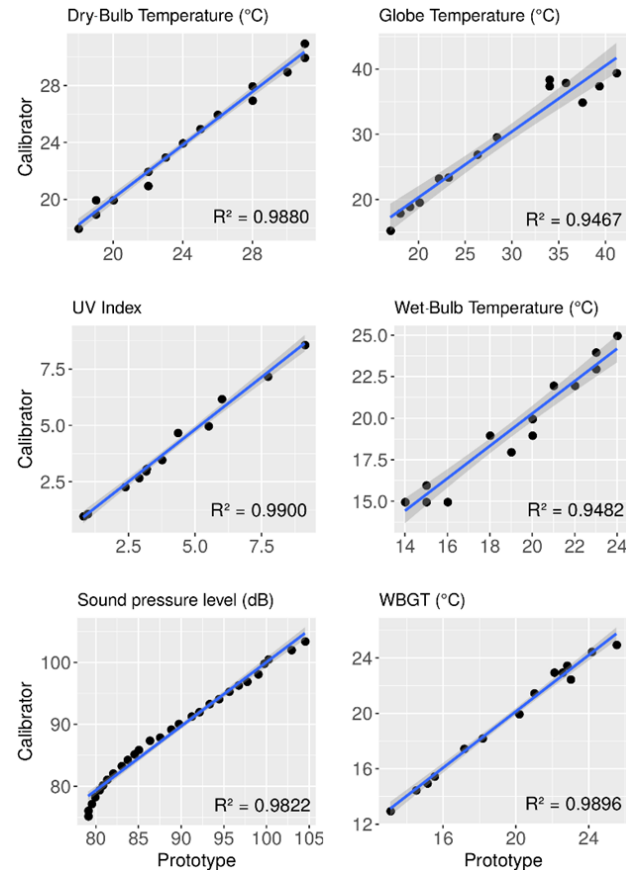 Dry-Bulb Temperature (°C)
Calibrator
28
24
20
R² = 0.9880
20 24 28
Globe Temperature (°C)
40
30
20
R² = 0.9467
20 25 30 35 40
UV Index
Calibrator
7.5
5.0
2.5
R² = 0.9900
2.5 5.0 7.5
Wet-Bulb Temperature (°C)
25.0
22.5
20.0
17.5
15.0
R² = 0.9482
14 16 18 20 22 24
Sound pressure level (dB)
Calibrator
100
90
80
R² = 0.9822
80 85 90 95 100 105
Prototype
WBGT (°C)
24
20
16
12
R² = 0.9896
16 20 24
Prototype